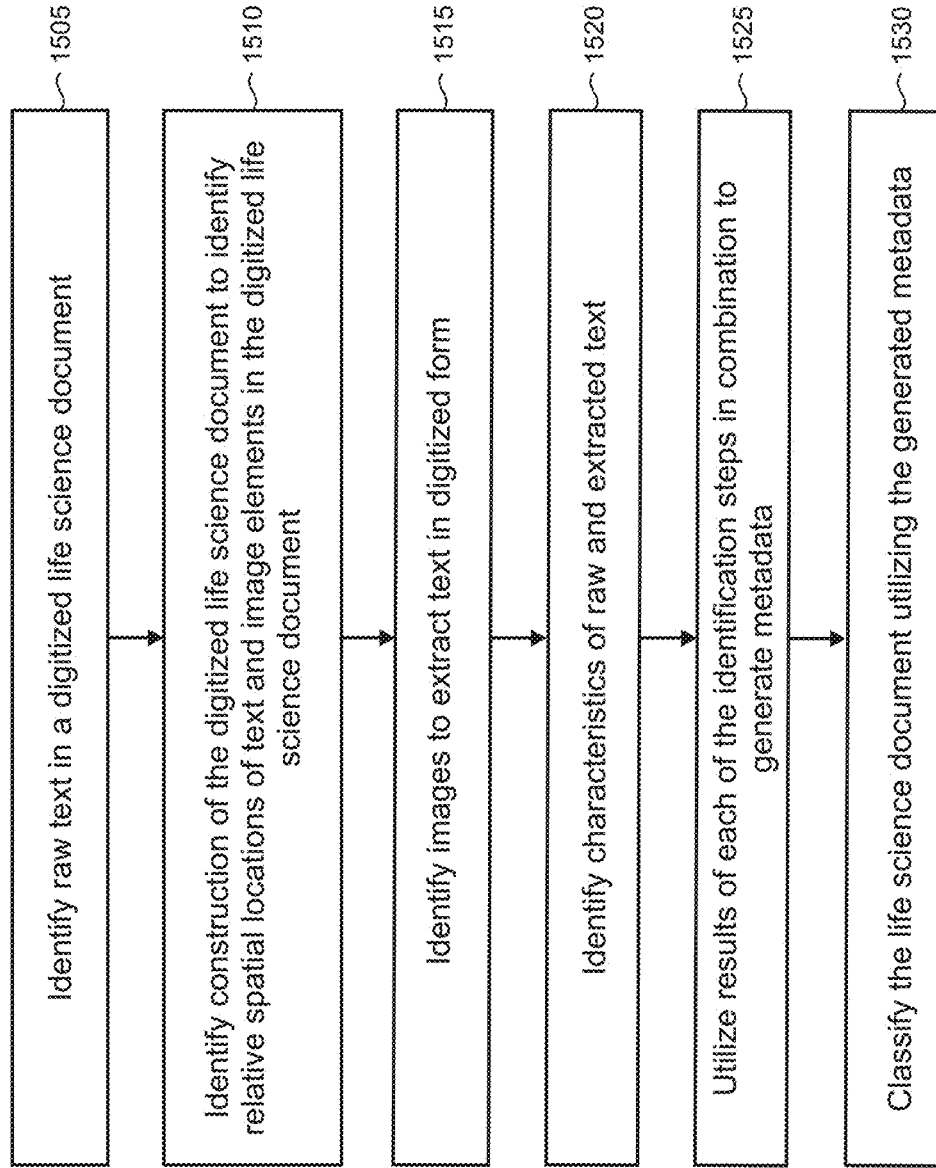 Identify raw text in a digitized life science document
1505
Identify construction of the digitized life science document to identify
relative spatial locations of text and image elements in the digitized life
science document
1510
Identify images to extract text in digitized form
1515
Identify characteristics of raw and extracted text
1520
Utilize results of each of the identification steps in combination to
generate metadata
1525
Classify the life science document utilizing the generated metadata
1530